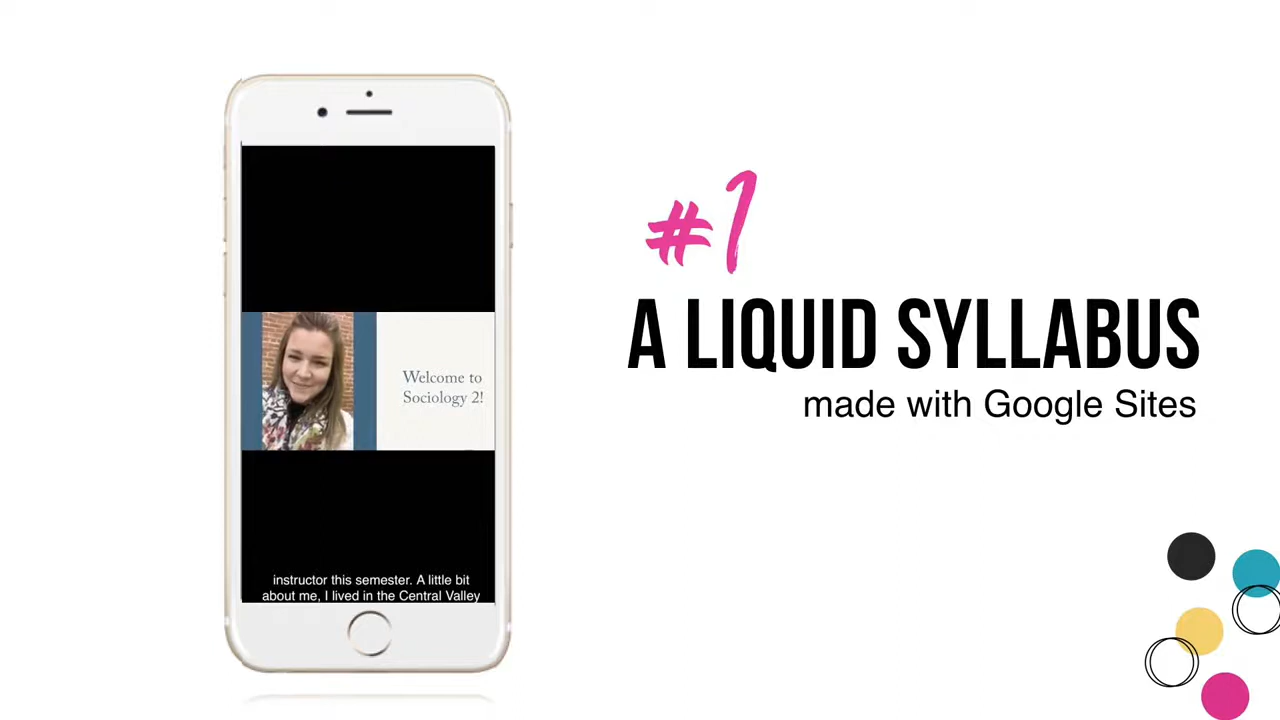 Welcome to
Sociology 2!
instructor this semester. A little bit
about me, I lived in the Central Valley
#1
A LIQUID SYLLABUS
made with Google Sites